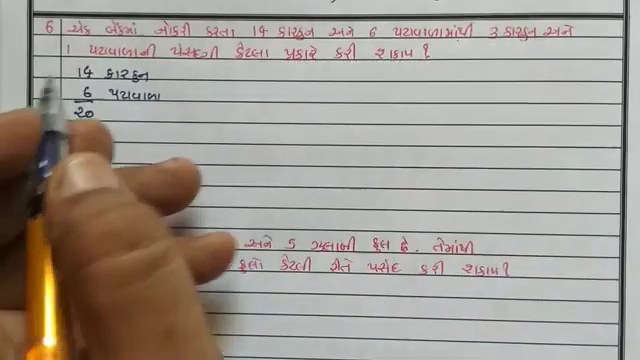 6 એક બેંકમાં નોકરી કરતા 14 કારકુન અને 6 પટાવાળામાંથી 3 કારકુન અને
1 પટાવાળાની પસંદગી કેટલા પ્રકારે કરી શકાય ?
14 કારકુન
6 પટાવાળા
20
અને 5 ગુલાબી ફૂલ છે. તેમાંથી
ફૂલો કેટલી રીતે પસંદ કરી શકાય ?